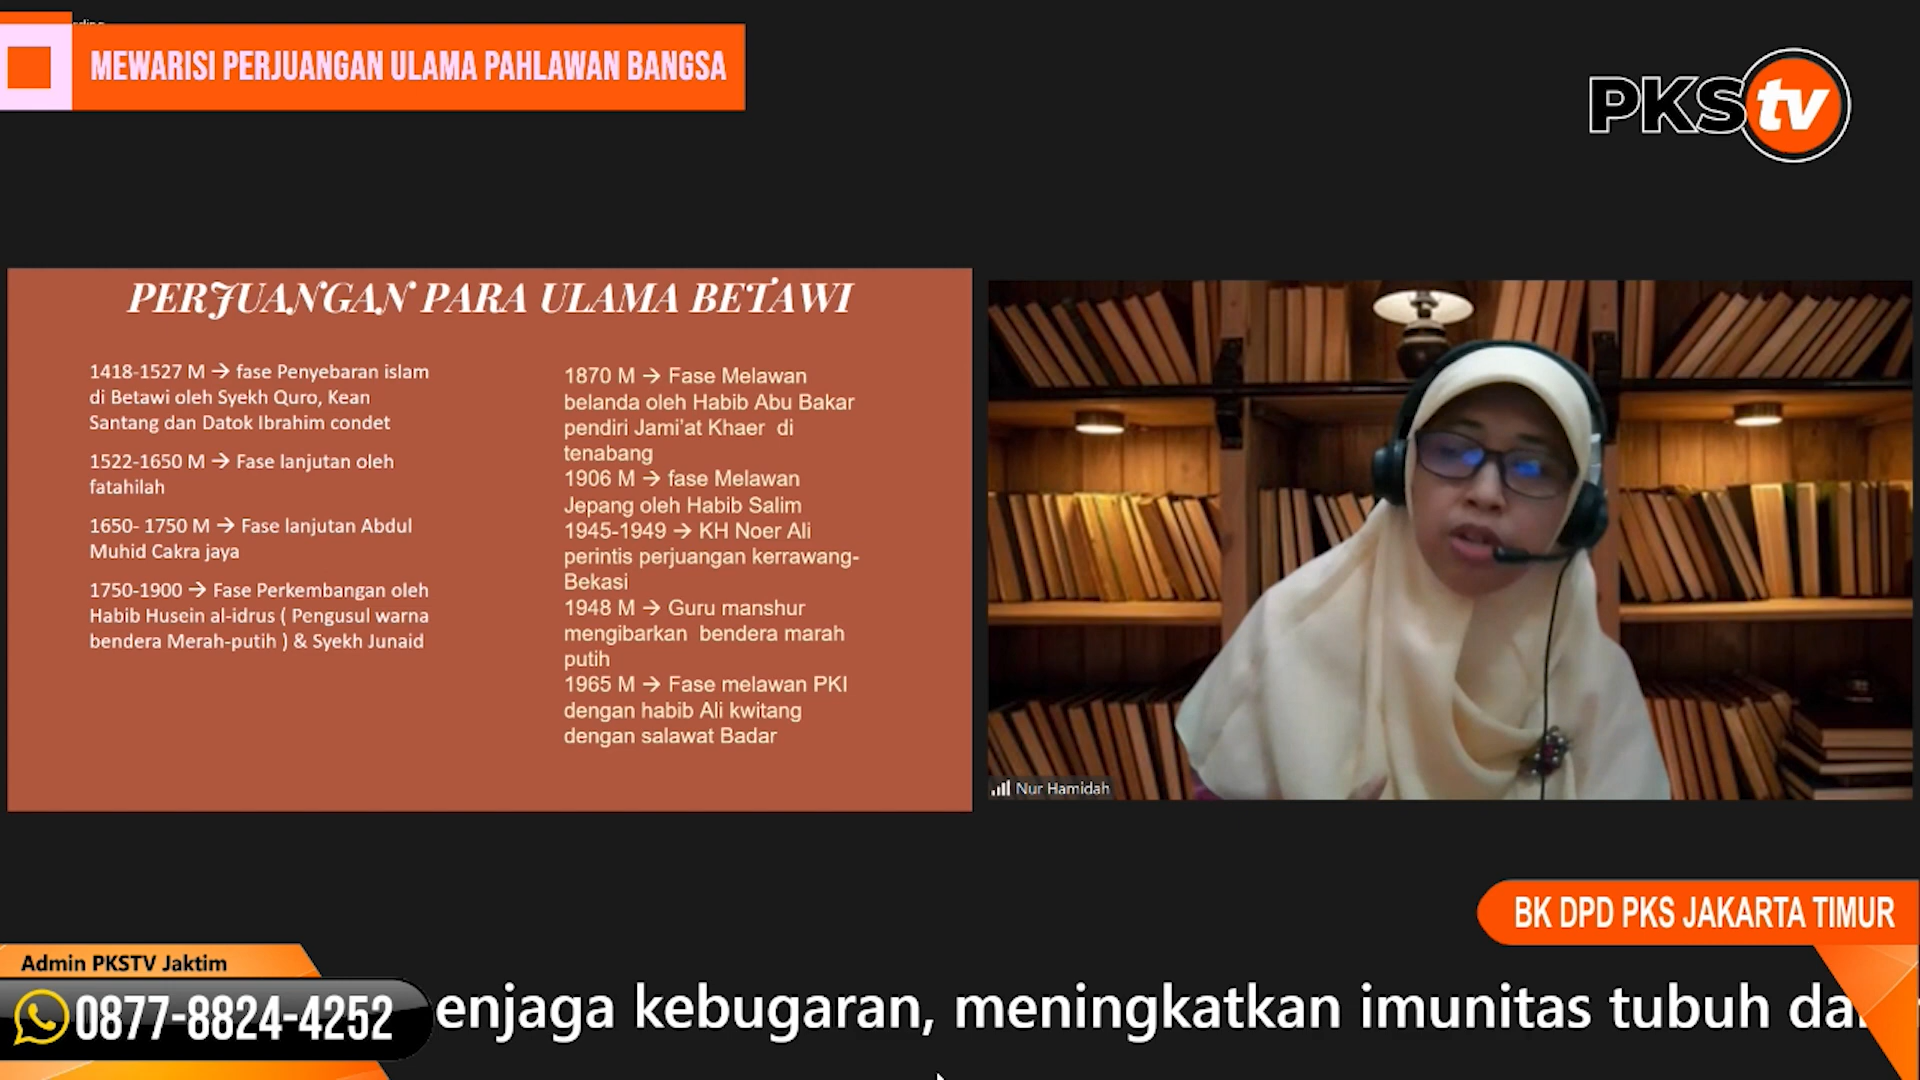 MEWARISI PERJUANGAN ULAMA PAHLAWAN BANGSA
PKStv
PERJUANGAN PARA ULAMA BETAWI
1418-1527 M → fase Penyebaran islam
di Betawi oleh Syekh Quro, Kean
Santang dan Datok Ibrahim condet
1522-1650 M → Fase lanjutan oleh
fatahilah
1650- 1750 M → Fase lanjutan Abdul
Muhid Cakra jaya
1750-1900 → Fase Perkembangan oleh
Habib Husein al-idrus ( Pengusul warna
bendera Merah-putih ) & Syekh Junaid
1870 M → Fase Melawan
belanda oleh Habib Abu Bakar
pendiri Jami'at Khaer di
tenabang
1906 M → fase Melawan
Jepang oleh Habib Salim
1945-1949 → KH Noer Ali
perintis perjuangan kerrawang-
Bekasi
1948 M → Guru manshur
mengibarkan bendera marah
putih
1965 M → Fase melawan PKI
dengan habib Ali kwitang
dengan salawat Badar
Nur Hamidah
BK DPD PKS JAKARTA TIMUR
Admin PKSTV Jaktim
0877-8824-4252
enjaga kebugaran, meningkatkan imunitas tubuh da